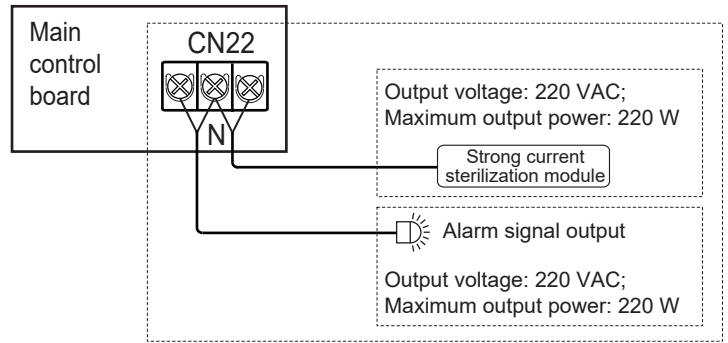 Main
control
board
CN22
N
Output voltage: 220 VAC;
Maximum output power: 220 W
Strong current
sterilization module
Alarm signal output
Output voltage: 220 VAC;
Maximum output power: 220 W